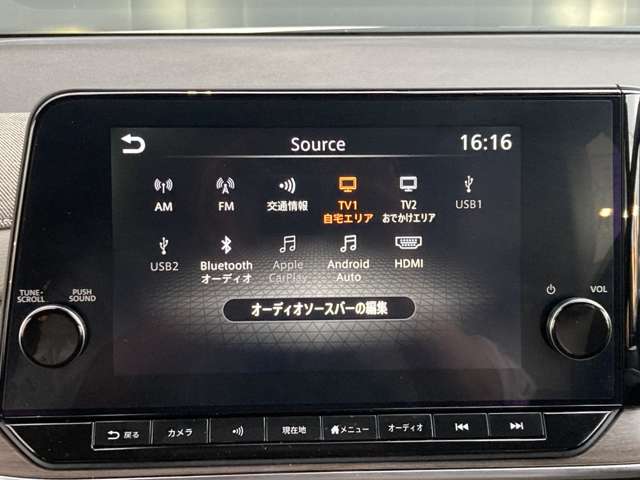 Source
16:16
AM
FM
交通情報
TV1
自宅エリア
TV2
おでかけエリア
USB1
USB2
Bluetooth
オーディオ
Apple
CarPlay
Android
Auto
HDMI
オーディオソースバーの編集
TUNE-
SCROLL
PUSH
SOUND
VOL
戻る
カメラ
現在地
メニュー
オーディオ